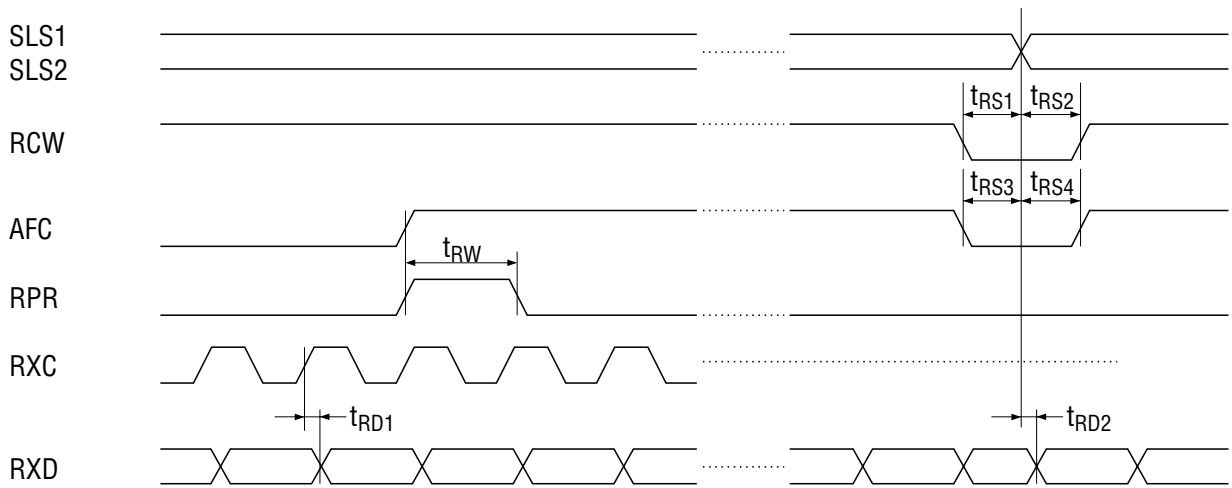 SLS1
SLS2
tRS1 tRS2
RCW
tRS3 tRS4
AFC
tRW
RPR
RXC
tRD1 tRD2
RXD